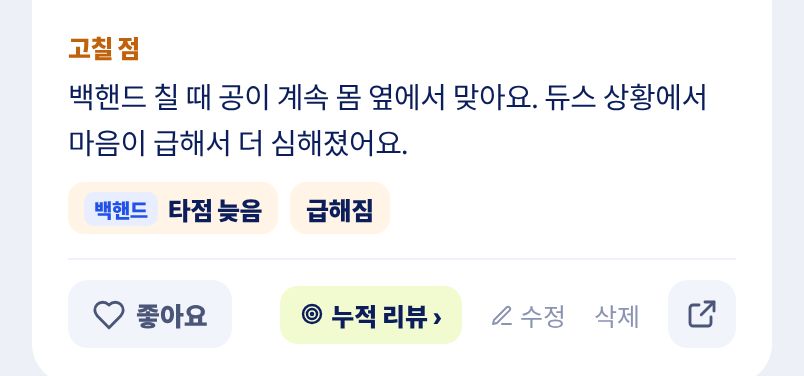 고칠 점
백핸드 칠 때 공이 계속 몸 옆에서 맞아요. 듀스 상황에서
마음이 급해서 더 심해졌어요.
백핸드 타점 늦음 급해짐
좋아요 누적 리뷰 › 수정 삭제